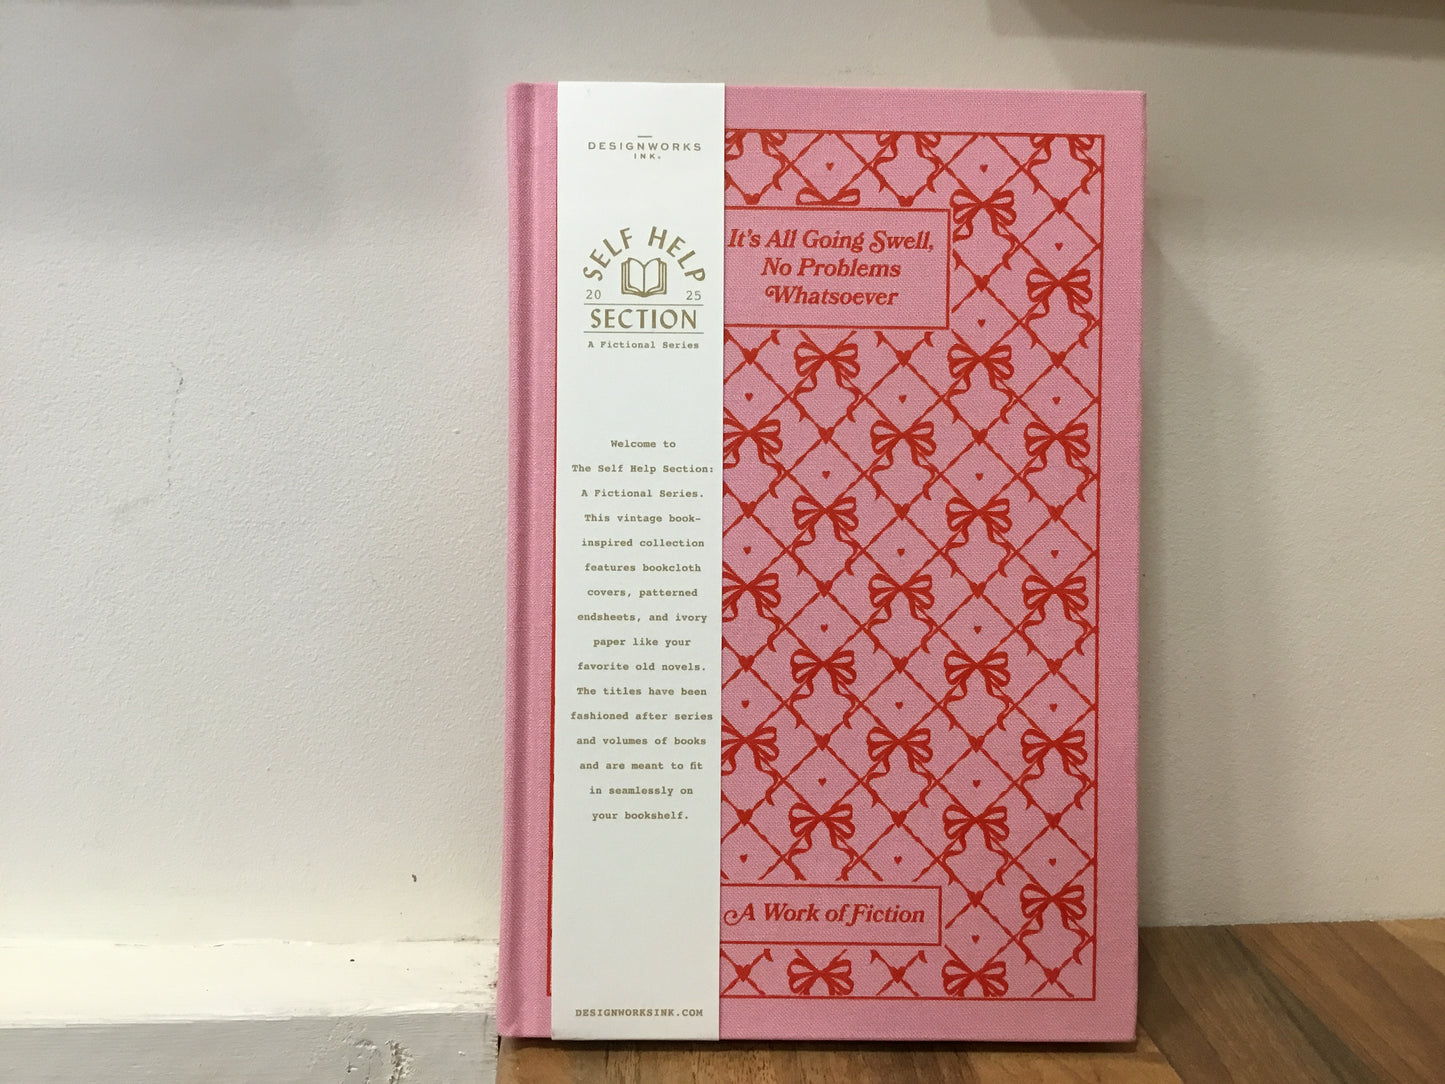 DESIGNWORKS
INK®
SELF HELP
20 25
SECTION
A Fictional Series
Welcome to
The Self Help Section:
A Fictional Series.
This vintage book-
inspired collection
features bookcloth
covers, patterned
endsheets, and ivory
paper like your
favorite old novels.
The titles have been
fashioned after series
and volumes of books
and are meant to fit
in seamlessly on
your bookshelf.
DESIGNWORKSINK.COM
It's All Going Swell,
No Problems
Whatsoever
A Work of Fiction